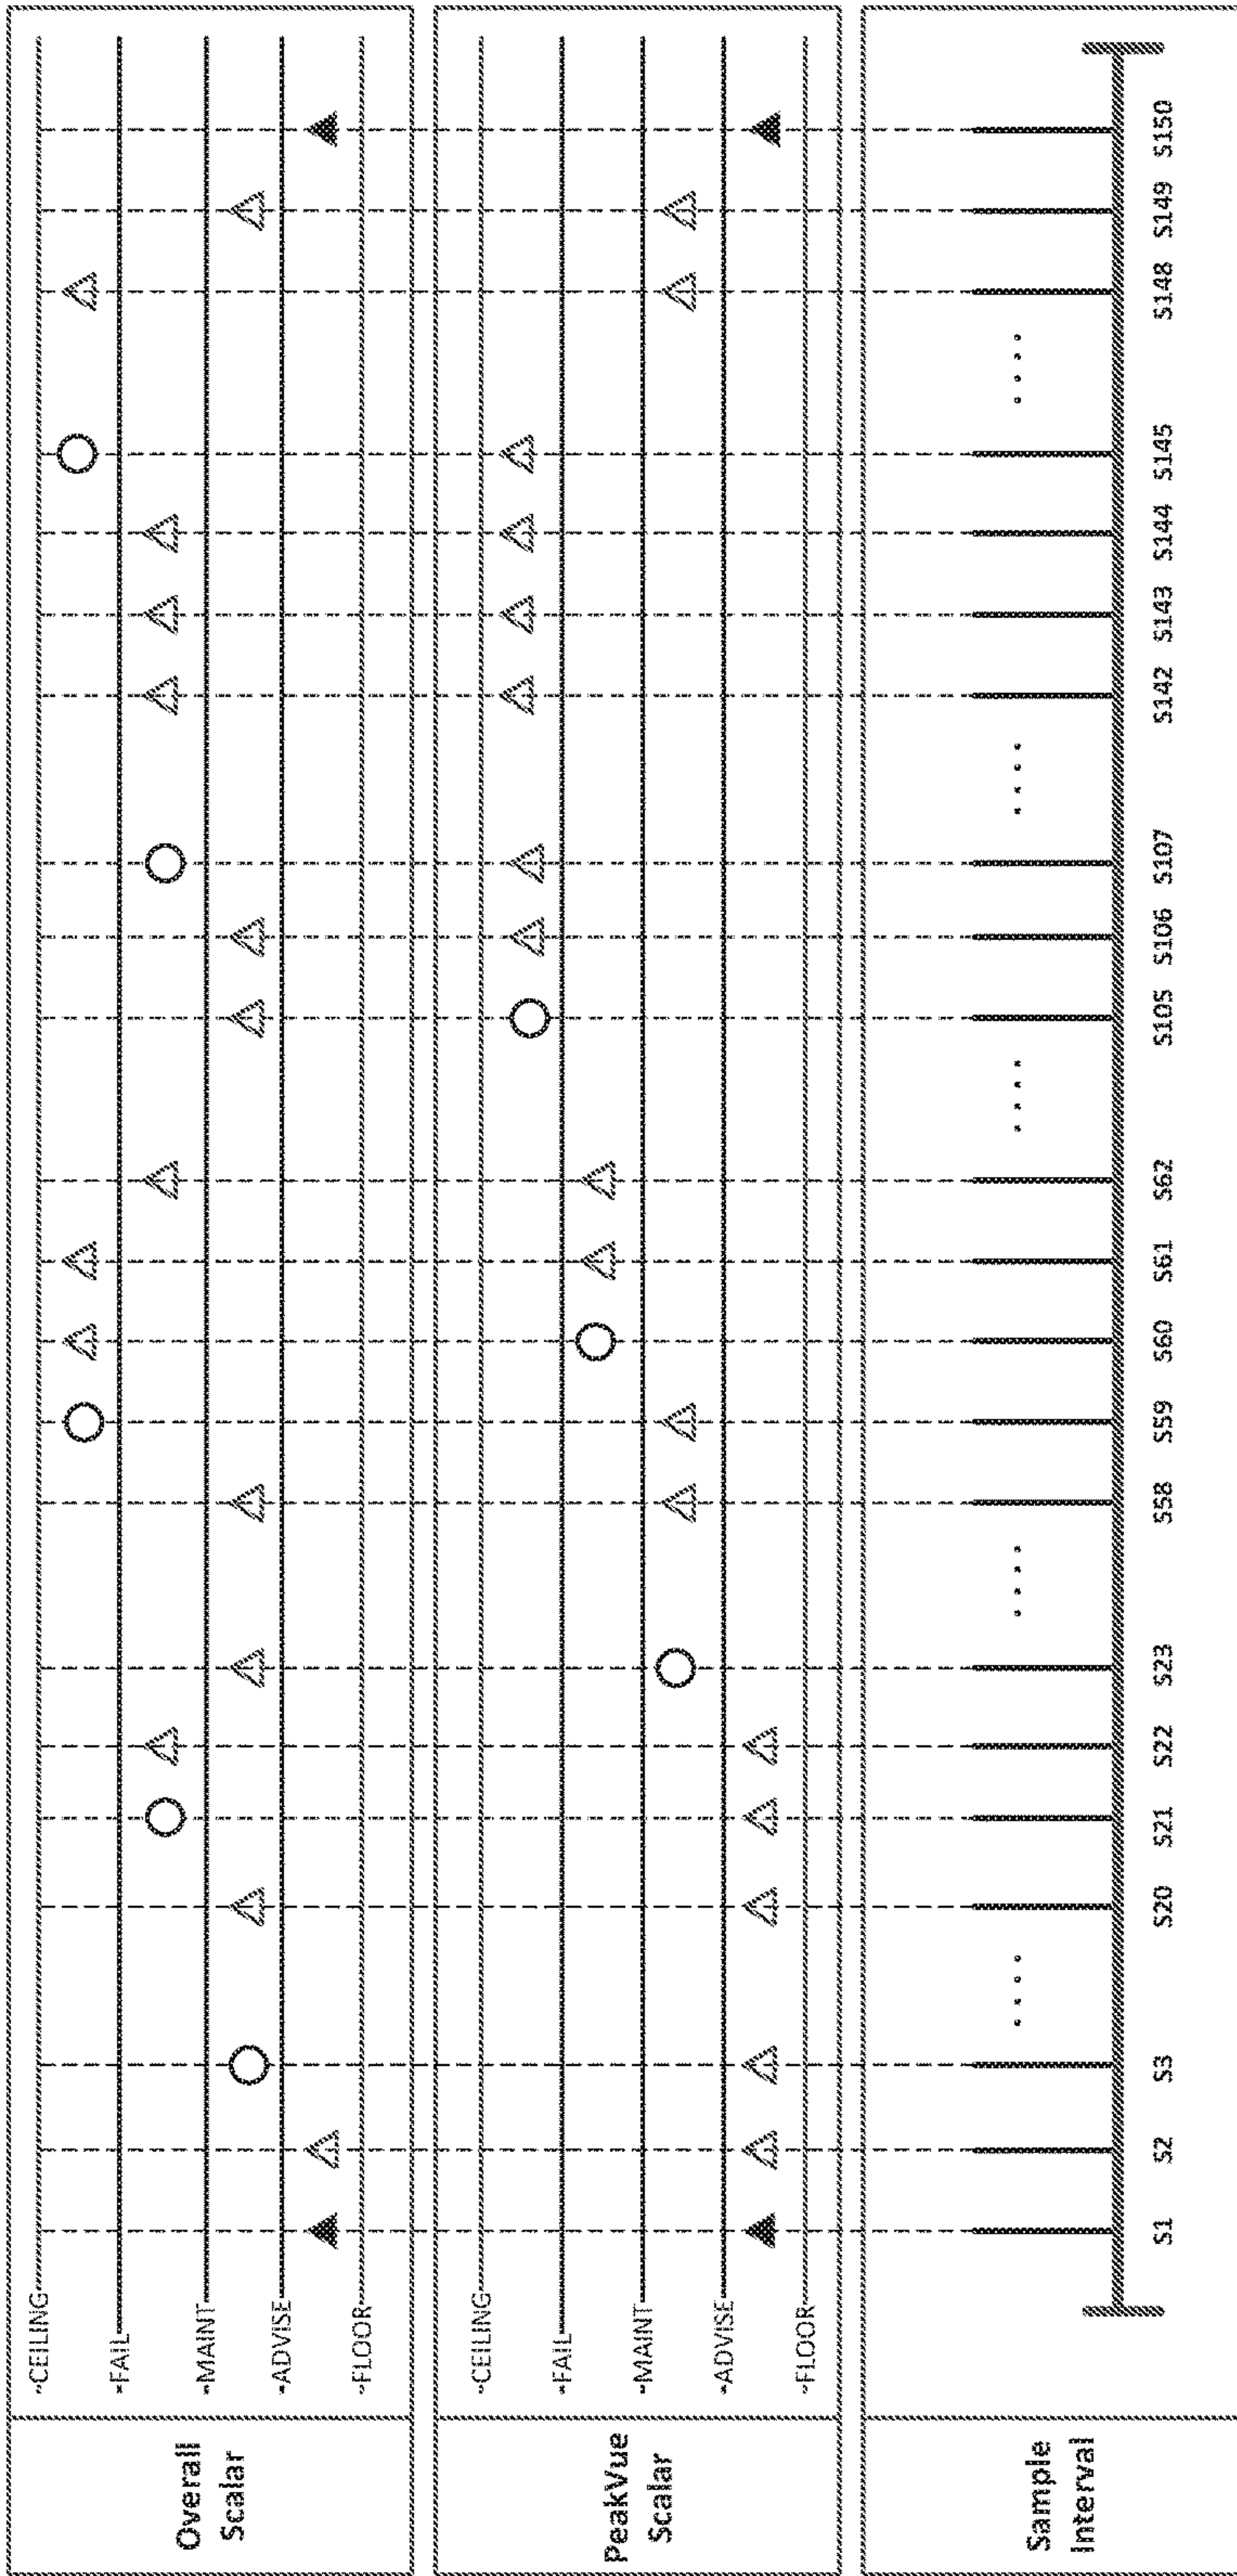 Overall
Scalar
CEILING
FAIL
MAINT
ADVISE
FLOOR
PeakVue
Scalar
CEILING
FAIL
MAINT
ADVISE
FLOOR
Sample
Interval
S1 S2 S3 S20 S21 S22 S23 S58 S59 S60 S61 S62 S105 S106 S107 S142 S143 S144 S145 S148 S149 S150